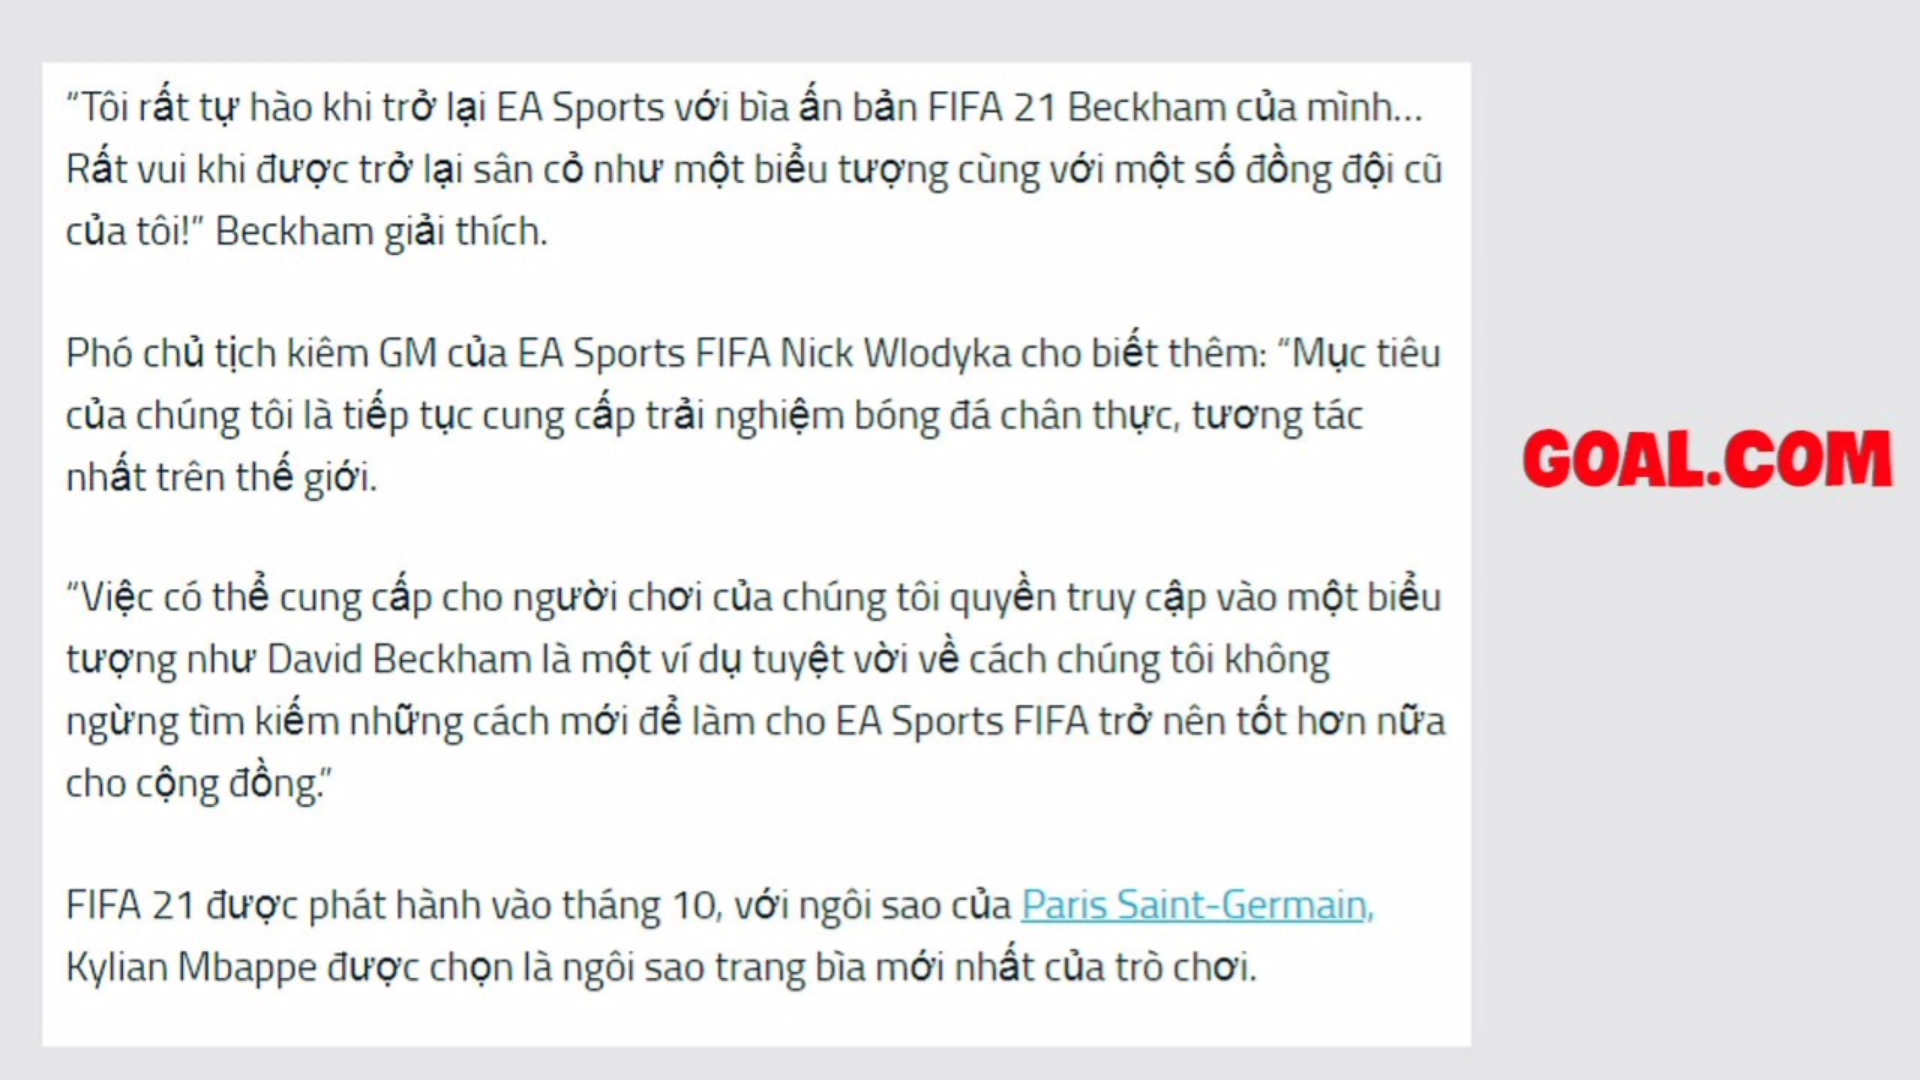 “Tôi rất tự hào khi trở lại EA Sports với bìa ấn bản FIFA 21 Beckham của mình...
Rất vui khi được trở lại sân cỏ như một biểu tượng cùng với một số đồng đội cũ
của tôi!” Beckham giải thích.
Phó chủ tịch kiêm GM của EA Sports FIFA Nick Wlodyka cho biết thêm: “Mục tiêu
của chúng tôi là tiếp tục cung cấp trải nghiệm bóng đá chân thực, tương tác
nhất trên thế giới.
GOAL.COM
“Việc có thể cung cấp cho người chơi của chúng tôi quyền truy cập vào một biểu
tượng như David Beckham là một ví dụ tuyệt vời về cách chúng tôi không
ngừng tìm kiếm những cách mới để làm cho EA Sports FIFA trở nên tốt hơn nữa
cho cộng đồng.”
FIFA 21 được phát hành vào tháng 10, với ngôi sao của Paris Saint-Germain,
Kylian Mbappe được chọn là ngôi sao trang bìa mới nhất của trò chơi.